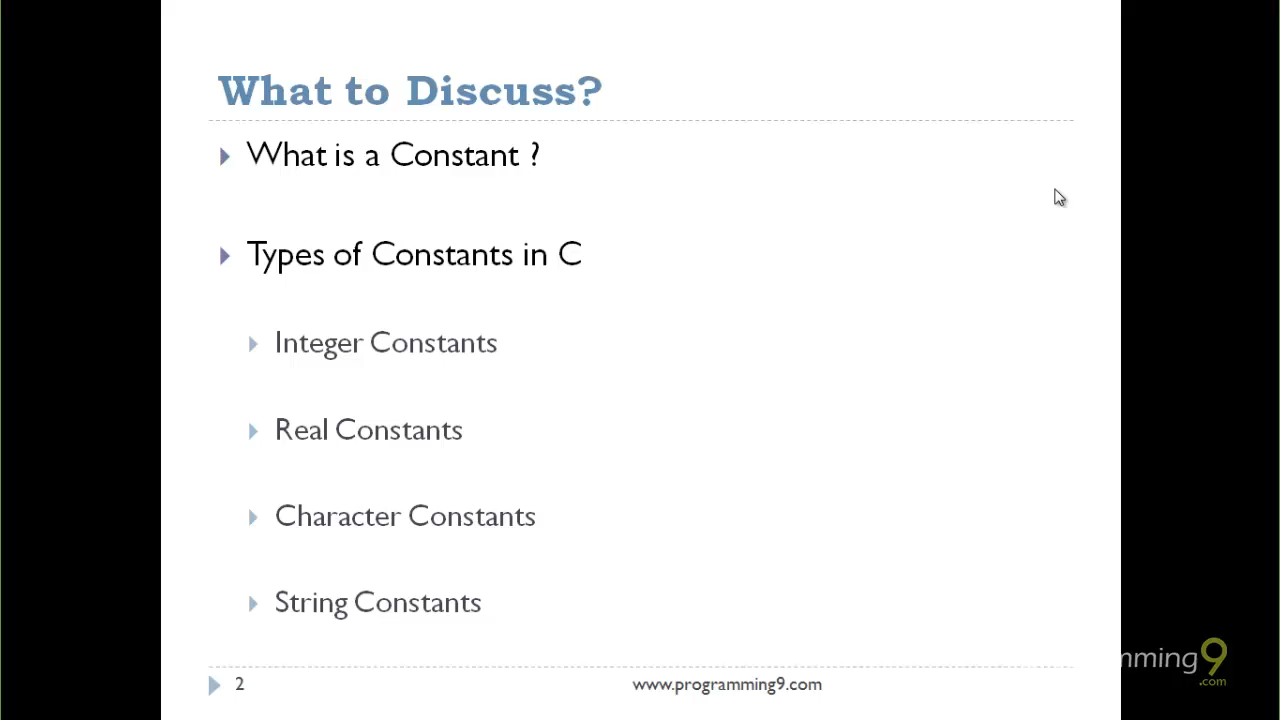 What to Discuss?
What is a Constant ?
Types of Constants in C
Integer Constants
Real Constants
Character Constants
String Constants
2
www.programming9.com
mming9
.com